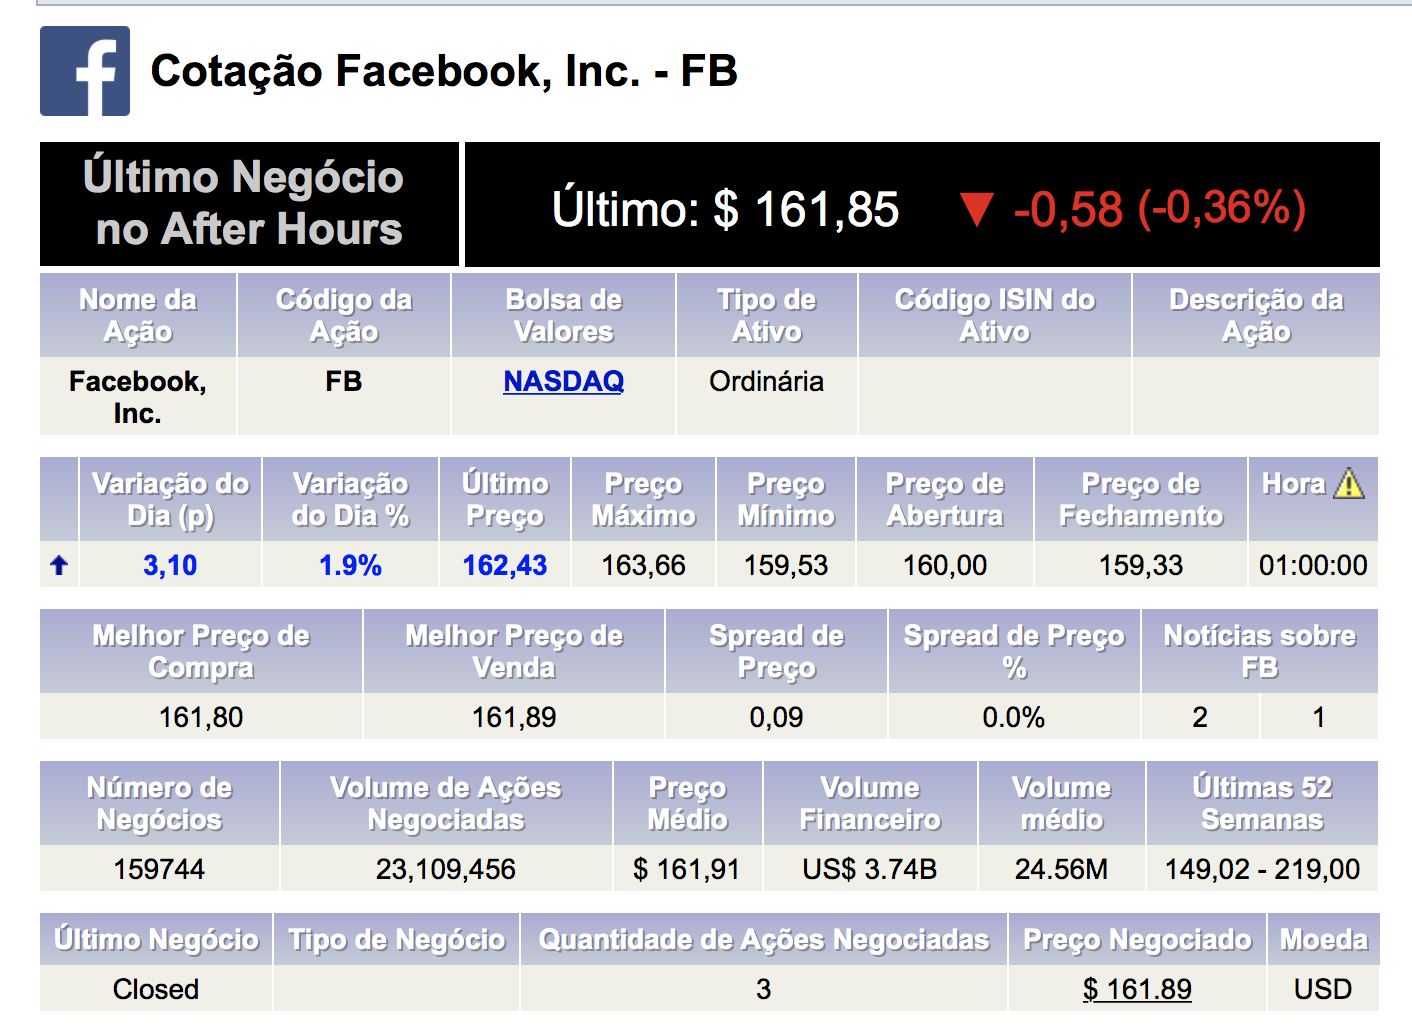 Cotação Facebook, Inc. - FB
Último Negócio
no After Hours
Último: $ 161,85 ▼ -0,58 (-0,36%)
Nome da Ação Código da Ação Bolsa de Valores Tipo de Ativo Código ISIN do Ativo Descrição da Ação
Facebook, Inc. FB NASDAQ Ordinária
Variação do Dia (p) Variação do Dia % Último Preço Preço Máximo Preço Mínimo Preço de Abertura Preço de Fechamento Hora
3,10 1.9% 162,43 163,66 159,53 160,00 159,33 01:00:00
Melhor Preço de Compra Melhor Preço de Venda Spread de Preço Spread de Preço % Notícias sobre FB
161,80 161,89 0,09 0.0% 2 1
Número de Negócios Volume de Ações Negociadas Preço Médio Volume Financeiro Volume médio Últimas 52 Semanas
159744 23,109,456 $ 161,91 US$ 3.74B 24.56M 149,02 - 219,00
Último Negócio Tipo de Negócio Quantidade de Ações Negociadas Preço Negociado Moeda
Closed 3 $ 161.89 USD